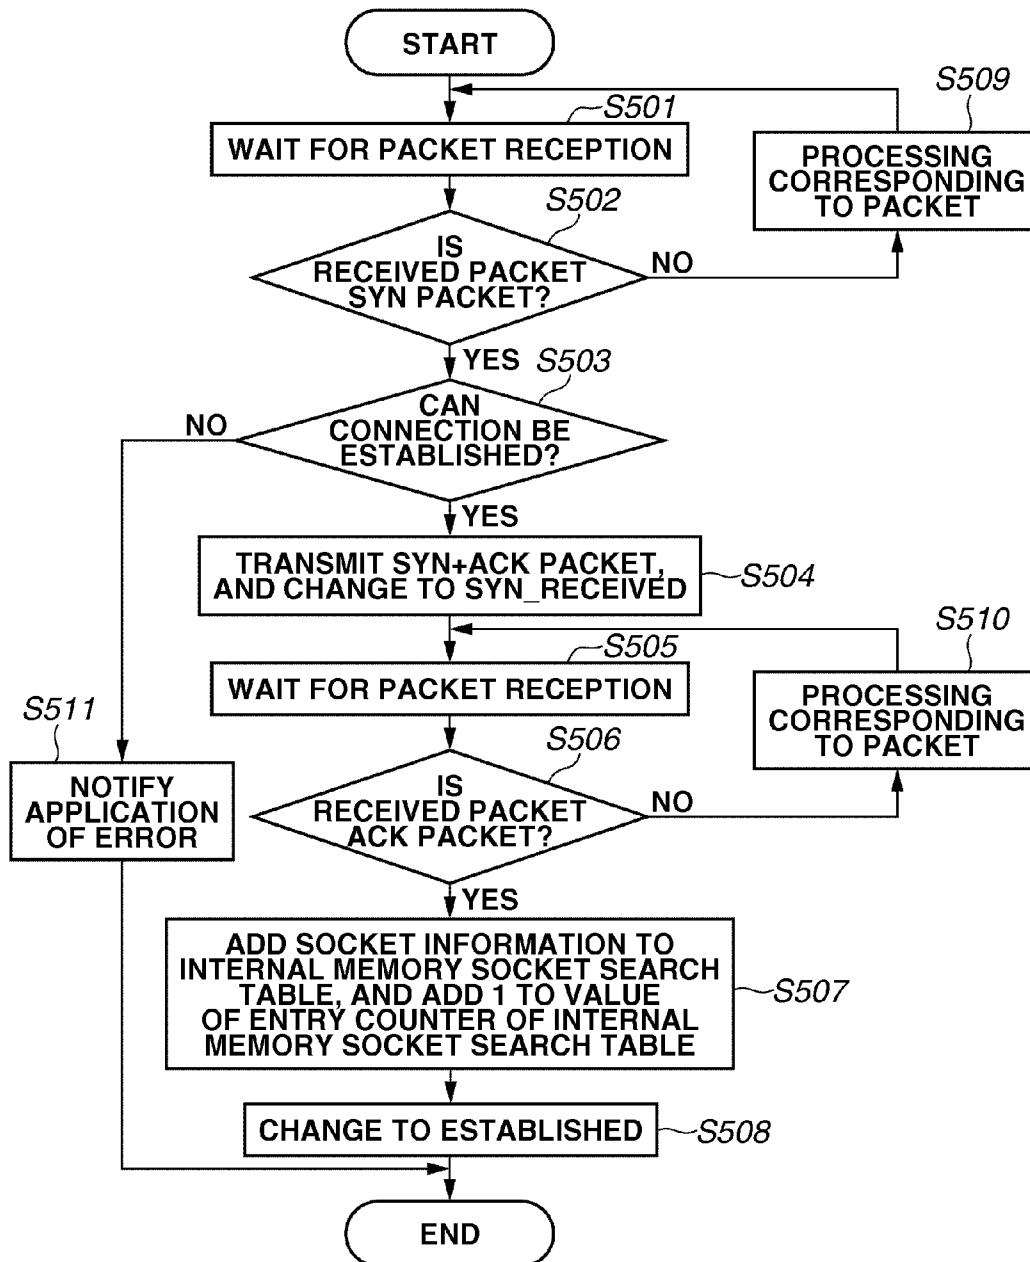 START
S501
WAIT FOR PACKET RECEPTION
S509
PROCESSING
CORRESPONDING
TO PACKET
S502
IS
RECEIVED PACKET
SYN PACKET?
NO
YES
S503
CAN
CONNECTION BE
ESTABLISHED?
NO
YES
TRANSMIT SYN+ACK PACKET,
AND CHANGE TO SYN_RECEIVED
S504
S505
WAIT FOR PACKET RECEPTION
S510
PROCESSING
CORRESPONDING
TO PACKET
S511
NOTIFY
APPLICATION
OF ERROR
S506
IS
RECEIVED PACKET
ACK PACKET?
NO
YES
ADD SOCKET INFORMATION TO
INTERNAL MEMORY SOCKET SEARCH
TABLE, AND ADD 1 TO VALUE
OF ENTRY COUNTER OF INTERNAL
MEMORY SOCKET SEARCH TABLE
S507
CHANGE TO ESTABLISHED
S508
END